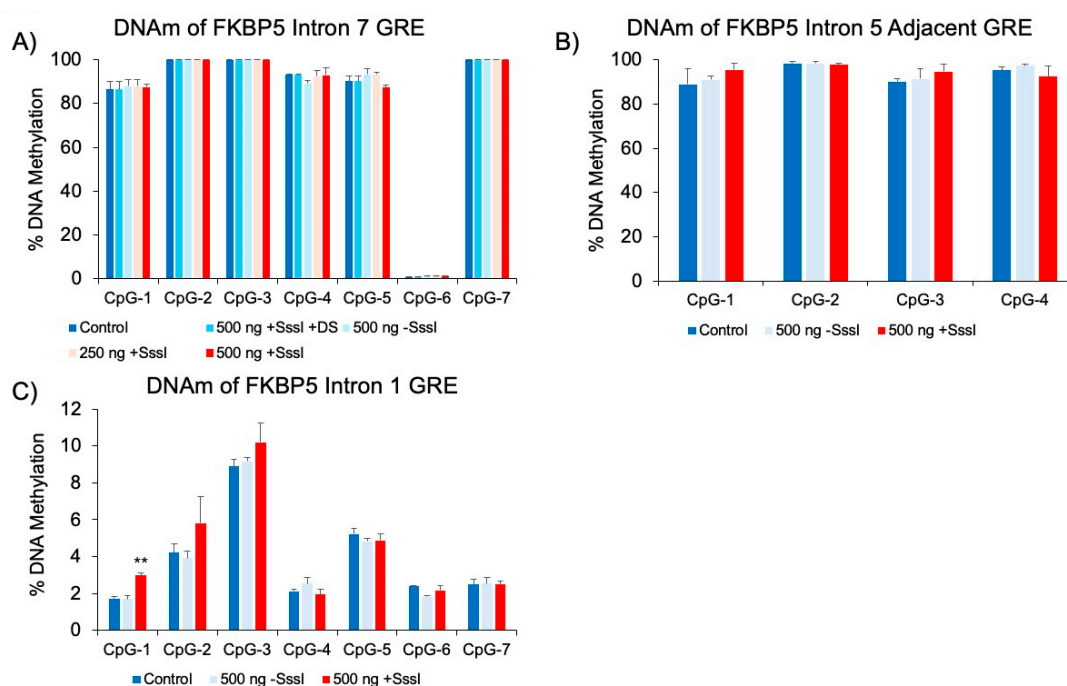 A)
DNAm of FKBP5 Intron 7 GRE
% DNA Methylation
100
80
60
40
20
0
CpG-1 CpG-2 CpG-3 CpG-4 CpG-5 CpG-6 CpG-7
Control 500 ng +SssI +DS 500 ng -SssI
250 ng +SssI 500 ng +SssI
B)
DNAm of FKBP5 Intron 5 Adjacent GRE
% DNA Methylation
100
80
60
40
20
0
CpG-1 CpG-2 CpG-3 CpG-4
Control 500 ng -SssI 500 ng +SssI
C)
DNAm of FKBP5 Intron 1 GRE
% DNA Methylation
12
10
8
6
4
2
0
**
CpG-1 CpG-2 CpG-3 CpG-4 CpG-5 CpG-6 CpG-7
Control 500 ng -SssI 500 ng +SssI